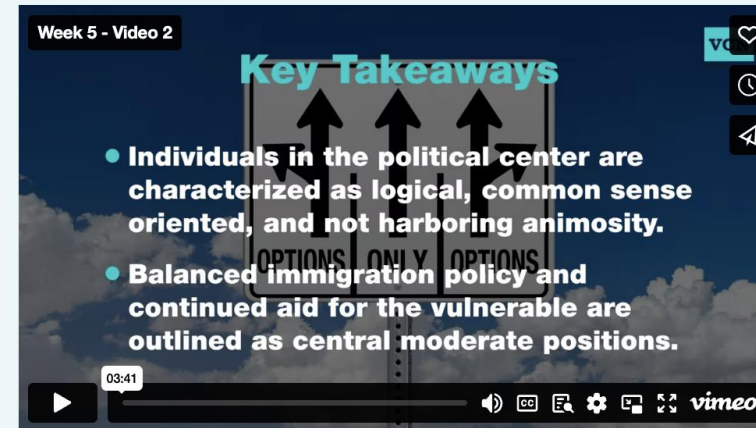 Week 5 - Video 2
Key Takeaways
Individuals in the political center are
characterized as logical, common sense
oriented, and not harboring animosity.
OPTIONS ONLY OPTIONS
Balanced immigration policy and
continued aid for the vulnerable are
outlined as central moderate positions.
03:41
CC
vimeo